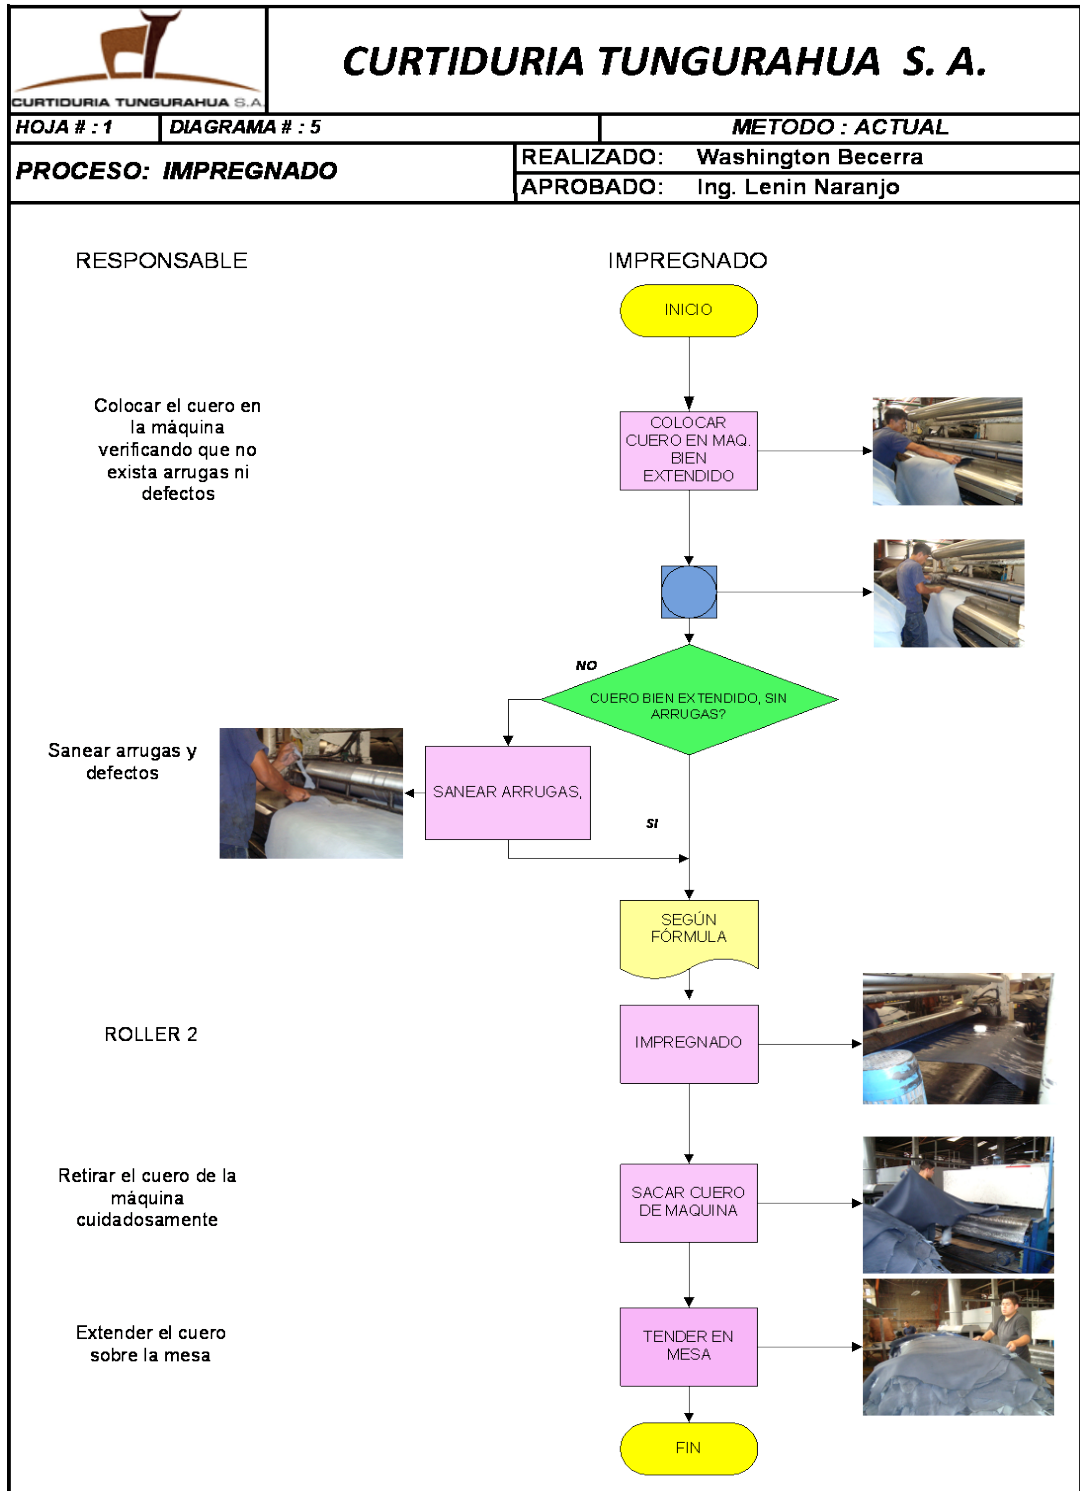 CURTIDURIA TUNGURAHUA S.A.
CURTIDURIA TUNGURAHUA S. A.
HOJA # : 1
DIAGRAMA # : 5
METODO : ACTUAL
PROCESO: IMPREGNADO
REALIZADO: Washington Becerra
APROBADO: Ing. Lenin Naranjo
RESPONSABLE
IMPREGNADO
INICIO
Colocar el cuero en
la máquina
verificando que no
exista arrugas ni
defectos
COLOCAR
CUERO EN MAQ.
BIEN
EXTENDIDO
NO
CUERO BIEN EXTENDIDO, SIN
ARRUGAS?
Sanear arrugas y
defectos
SANEAR ARRUGAS,
SI
SEGÚN
FÓRMULA
ROLLER 2
IMPREGNADO
Retirar el cuero de la
máquina
cuidadosamente
SACAR CUERO
DE MAQUINA
Extender el cuero
sobre la mesa
TENDER EN
MESA
FIN